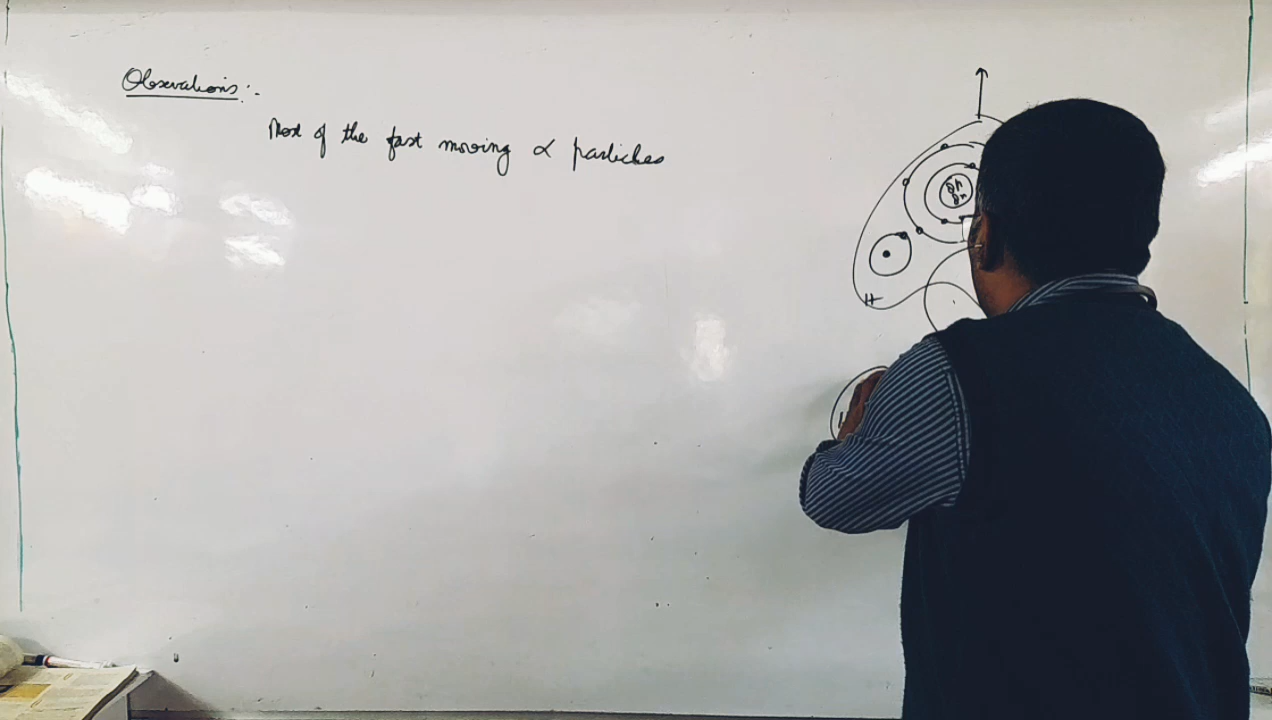 Observations :-
Most of the fast moving α particles
H